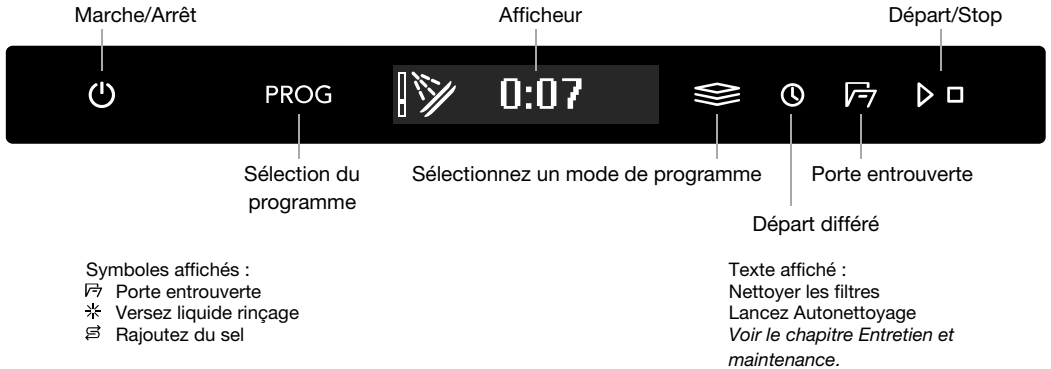 Marche/Arrêt
Afficheur
Départ/Stop
PROG
0:07
Sélection du
programme
Sélectionnez un mode de programme
Porte entrouverte
Départ différé
Symboles affichés :
Porte entrouverte
Versez liquide rinçage
Rajoutez du sel
Texte affiché :
Nettoyer les filtres
Lancez Autonettoyage
Voir le chapitre Entretien et
maintenance.